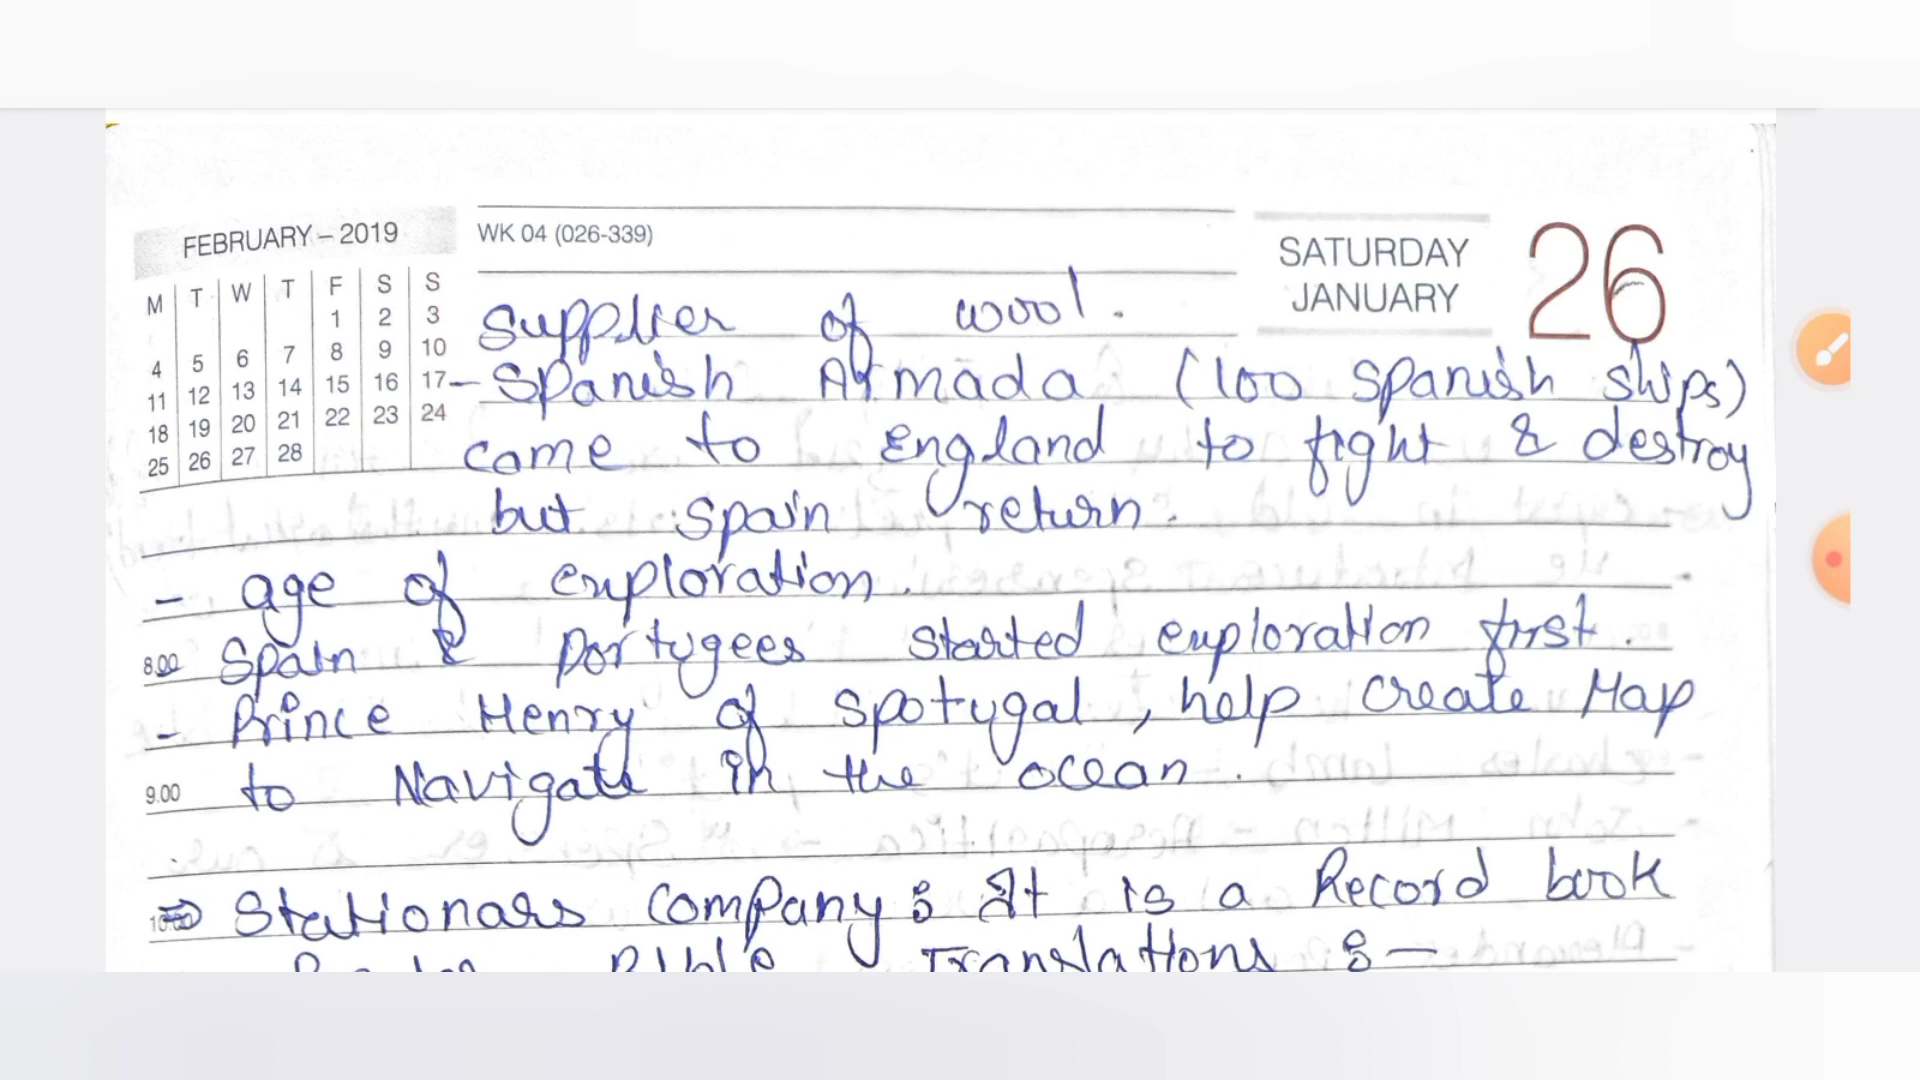 FEBRUARY – 2019
M T W T F S S
1 2 3
4 5 6 7 8 9 10
11 12 13 14 15 16 17
18 19 20 21 22 23 24
25 26 27 28
WK 04 (026-339)
SATURDAY
JANUARY
26
Supplier of wool.
- Spanish Armada (100 Spanish ships)
come to England to fight & destroy
but Spain return.
- age of exploration.
8.00 Spain & Portugees started exploration first.
- Prince Henry of Spotugal, help create Map
9.00 to Navigate in the ocean.
10.00 ⇒ Stationars Company : It is a Record book
Bible Translations :-